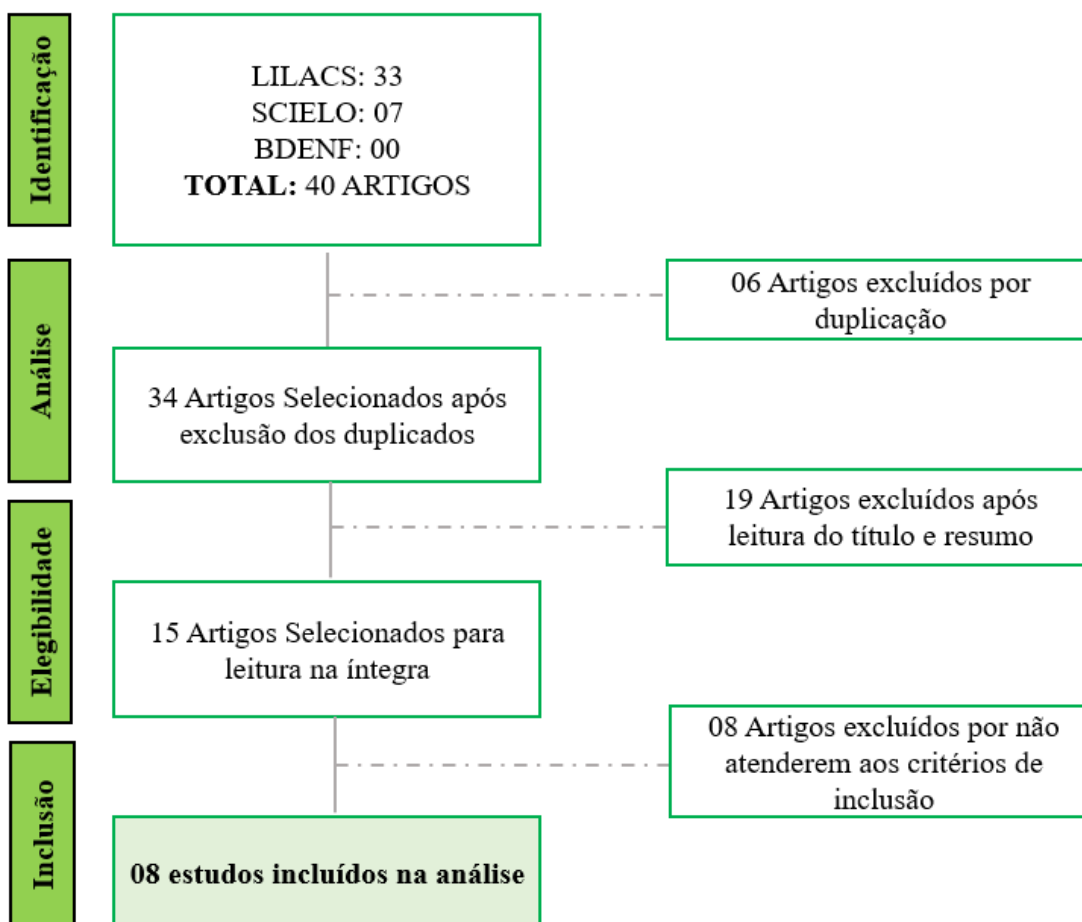 Identificação
LILACS: 33
SCIELO: 07
BDENF: 00
TOTAL: 40 ARTIGOS
Análise
06 Artigos excluídos por
duplicação
34 Artigos Selecionados após
exclusão dos duplicados
Elegibilidade
19 Artigos excluídos após
leitura do título e resumo
15 Artigos Selecionados para
leitura na íntegra
Inclusão
08 Artigos excluídos por não
atenderem aos critérios de
inclusão
08 estudos incluídos na análise